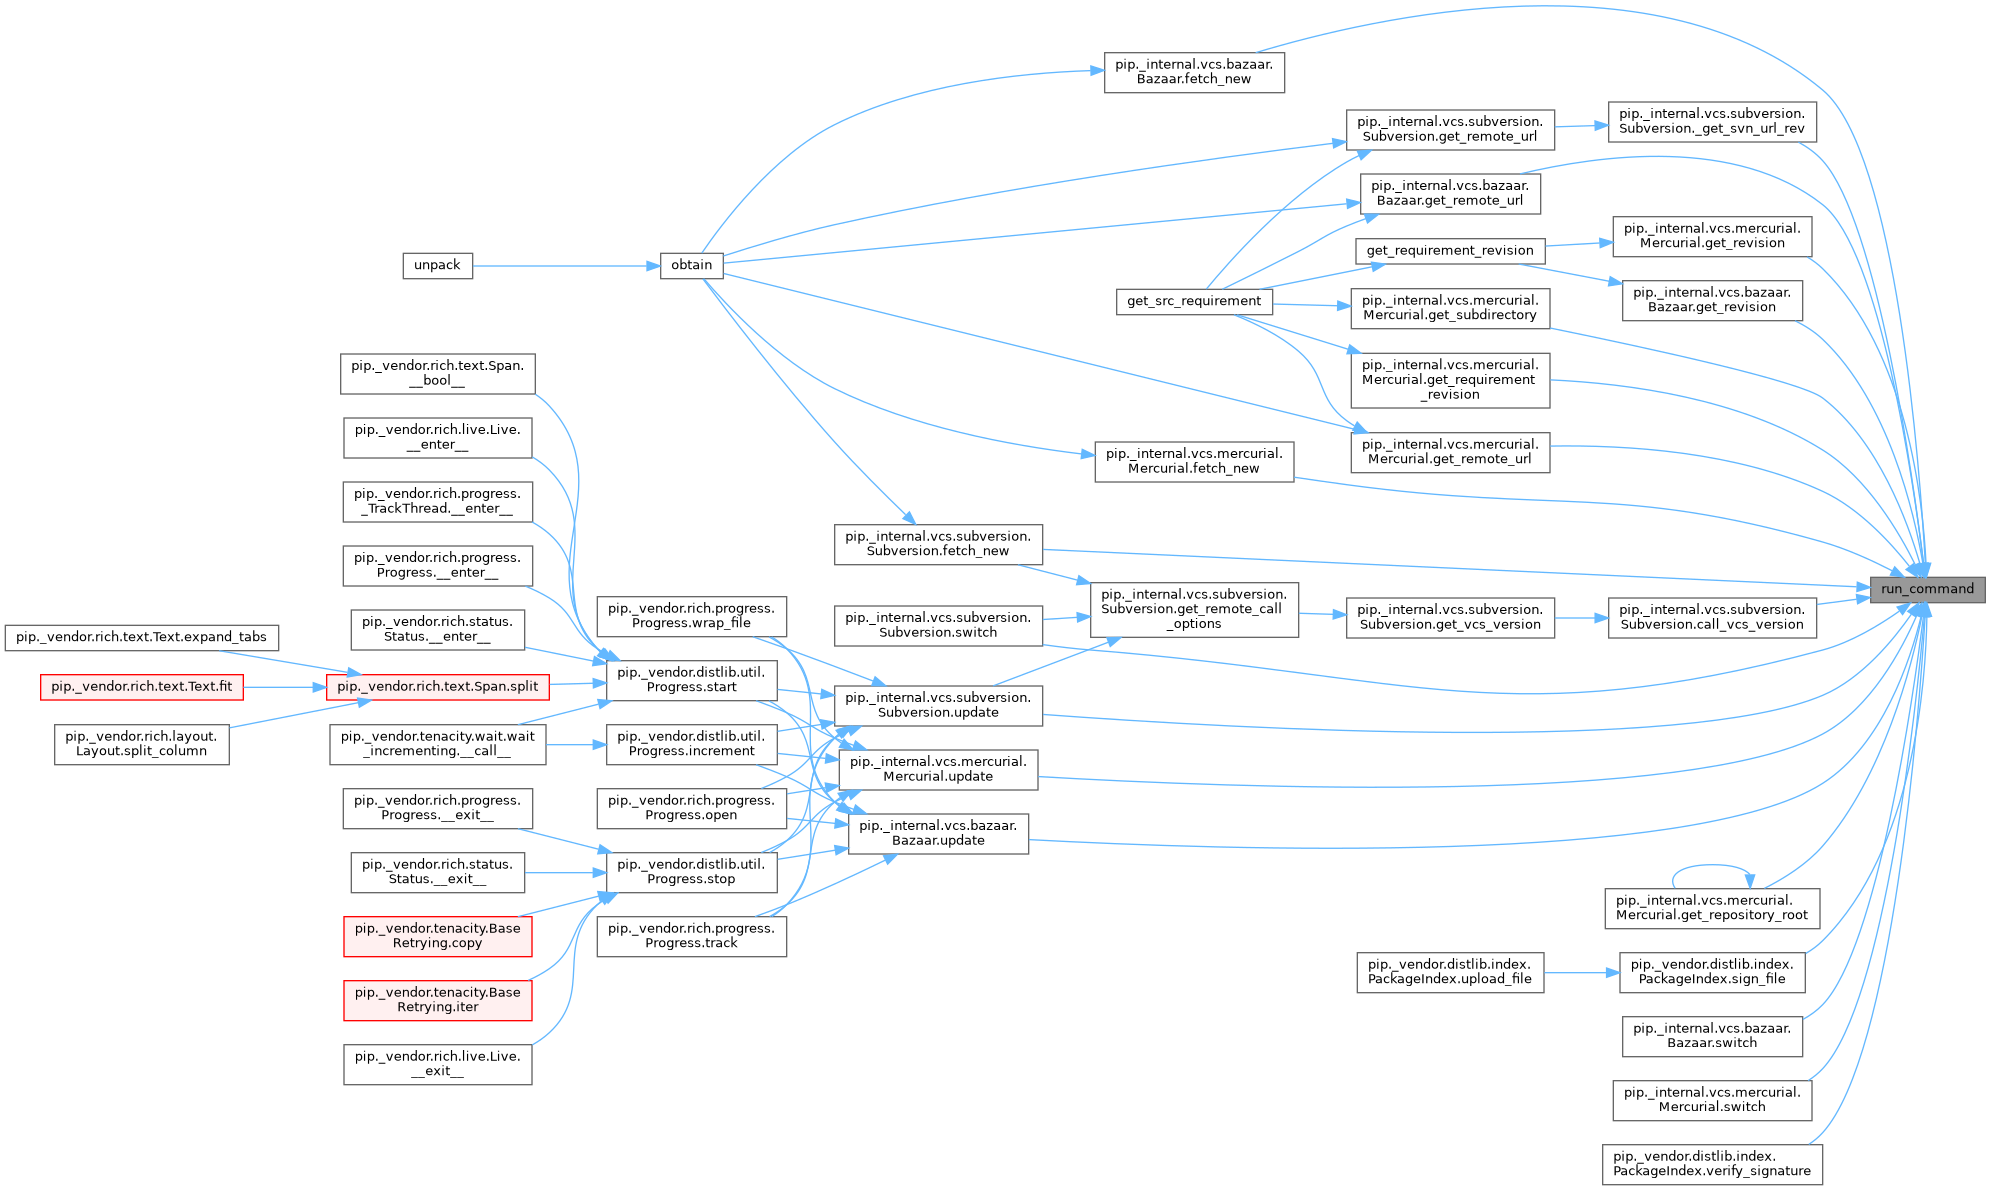 pip._internal.vcs.bazaar.
Bazaar.fetch_new
pip._internal.vcs.subversion.
Subversion.get_remote_url
pip._internal.vcs.subversion.
Subversion._get_svn_url_rev
pip._internal.vcs.bazaar.
Bazaar.get_remote_url
get_requirement_revision
pip._internal.vcs.mercurial.
Mercurial.get_revision
unpack
obtain
get_src_requirement
pip._internal.vcs.mercurial.
Mercurial.get_subdirectory
pip._internal.vcs.bazaar.
Bazaar.get_revision
pip._vendor.rich.text.Span.
__bool__
pip._internal.vcs.mercurial.
Mercurial.get_requirement
_revision
pip._vendor.rich.live.Live.
__enter__
pip._internal.vcs.mercurial.
Mercurial.fetch_new
pip._internal.vcs.mercurial.
Mercurial.get_remote_url
pip._vendor.rich.progress.
_TrackThread.__enter__
pip._internal.vcs.subversion.
Subversion.fetch_new
pip._vendor.rich.progress.
Progress.__enter__
run_command
pip._vendor.rich.status.
Status.__enter__
pip._vendor.rich.progress.
Progress.wrap_file
pip._internal.vcs.subversion.
Subversion.switch
pip._internal.vcs.subversion.
Subversion.get_remote_call
_options
pip._internal.vcs.subversion.
Subversion.get_vcs_version
pip._internal.vcs.subversion.
Subversion.call_vcs_version
pip._vendor.rich.text.Text.expand_tabs
pip._vendor.rich.text.Text.fit
pip._vendor.rich.text.Span.split
pip._vendor.distlib.util.
Progress.start
pip._internal.vcs.subversion.
Subversion.update
pip._vendor.rich.layout.
Layout.split_column
pip._vendor.tenacity.wait.wait
_incrementing.__call__
pip._vendor.distlib.util.
Progress.increment
pip._internal.vcs.mercurial.
Mercurial.update
pip._vendor.rich.progress.
Progress.__exit__
pip._vendor.rich.progress.
Progress.open
pip._internal.vcs.bazaar.
Bazaar.update
pip._vendor.rich.status.
Status.__exit__
pip._vendor.distlib.util.
Progress.stop
pip._internal.vcs.mercurial.
Mercurial.get_repository_root
pip._vendor.tenacity.Base
Retrying.copy
pip._vendor.rich.progress.
Progress.track
pip._vendor.distlib.index.
PackageIndex.upload_file
pip._vendor.distlib.index.
PackageIndex.sign_file
pip._vendor.tenacity.Base
Retrying.iter
pip._internal.vcs.bazaar.
Bazaar.switch
pip._vendor.rich.live.Live.
__exit__
pip._internal.vcs.mercurial.
Mercurial.switch
pip._vendor.distlib.index.
PackageIndex.verify_signature